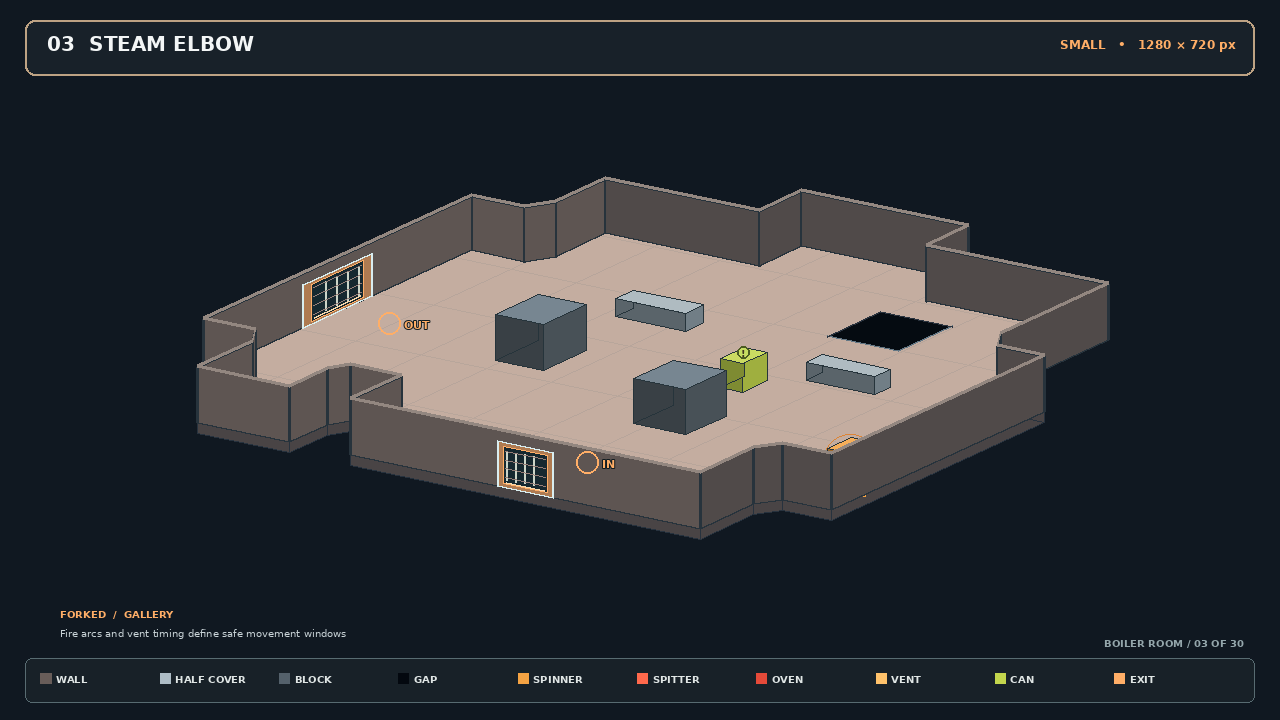 03 STEAM ELBOW
SMALL • 1280 × 720 px
OUT
IN
FORKED / GALLERY
Fire arcs and vent timing define safe movement windows
BOILER ROOM / 03 OF 30
WALL HALF COVER BLOCK GAP SPINNER SPITTER OVEN VENT CAN EXIT